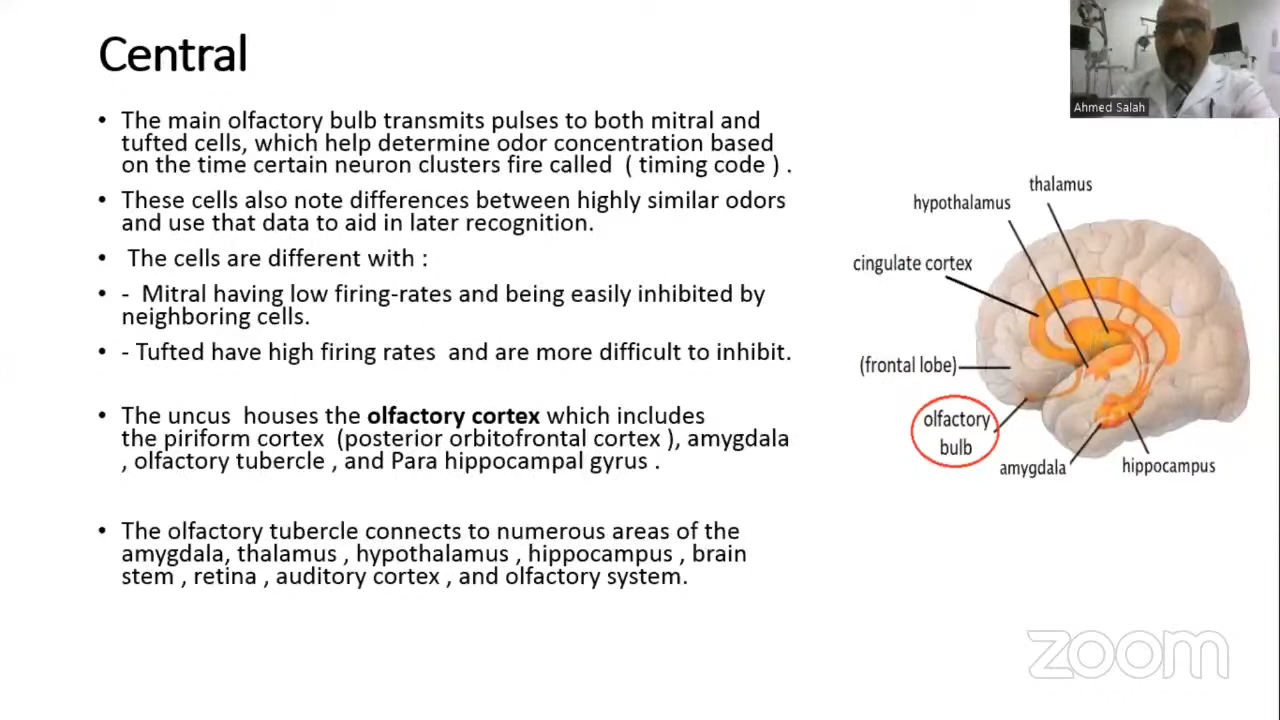 Central
Ahmed Salah
• The main olfactory bulb transmits pulses to both mitral and
tufted cells, which help determine odor concentration based
on the time certain neuron clusters fire called ( timing code ) .
• These cells also note differences between highly similar odors
and use that data to aid in later recognition.
• The cells are different with :
• - Mitral having low firing-rates and being easily inhibited by
neighboring cells.
• - Tufted have high firing rates and are more difficult to inhibit.
• The uncus houses the olfactory cortex which includes
the piriform cortex (posterior orbitofrontal cortex ), amygdala
, olfactory tubercle , and Para hippocampal gyrus .
• The olfactory tubercle connects to numerous areas of the
amygdala, thalamus , hypothalamus , hippocampus , brain
stem , retina , auditory cortex , and olfactory system.
thalamus
hypothalamus
cingulate cortex
(frontal lobe)
olfactory
bulb
amygdala
hippocampus
zoom